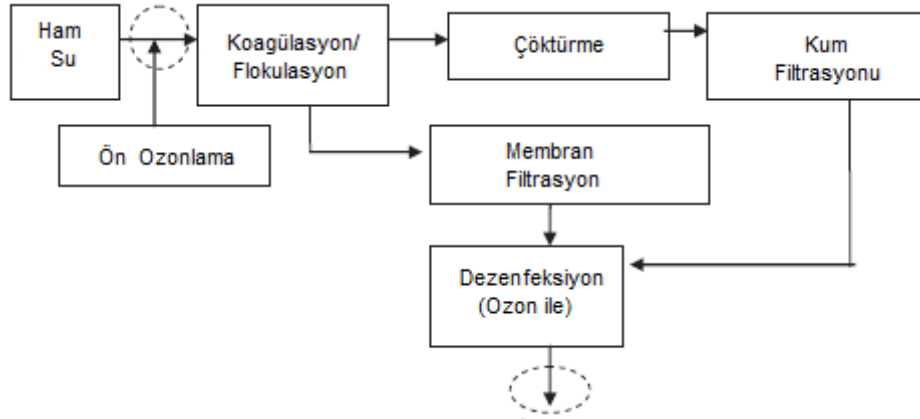 Ham
Su
Koagülasyon/
Flokulasyon
Çöktürme
Kum
Filtrasyonu
Ön Ozonlama
Membran
Filtrasyon
Dezenfeksiyon
(Ozon ile)